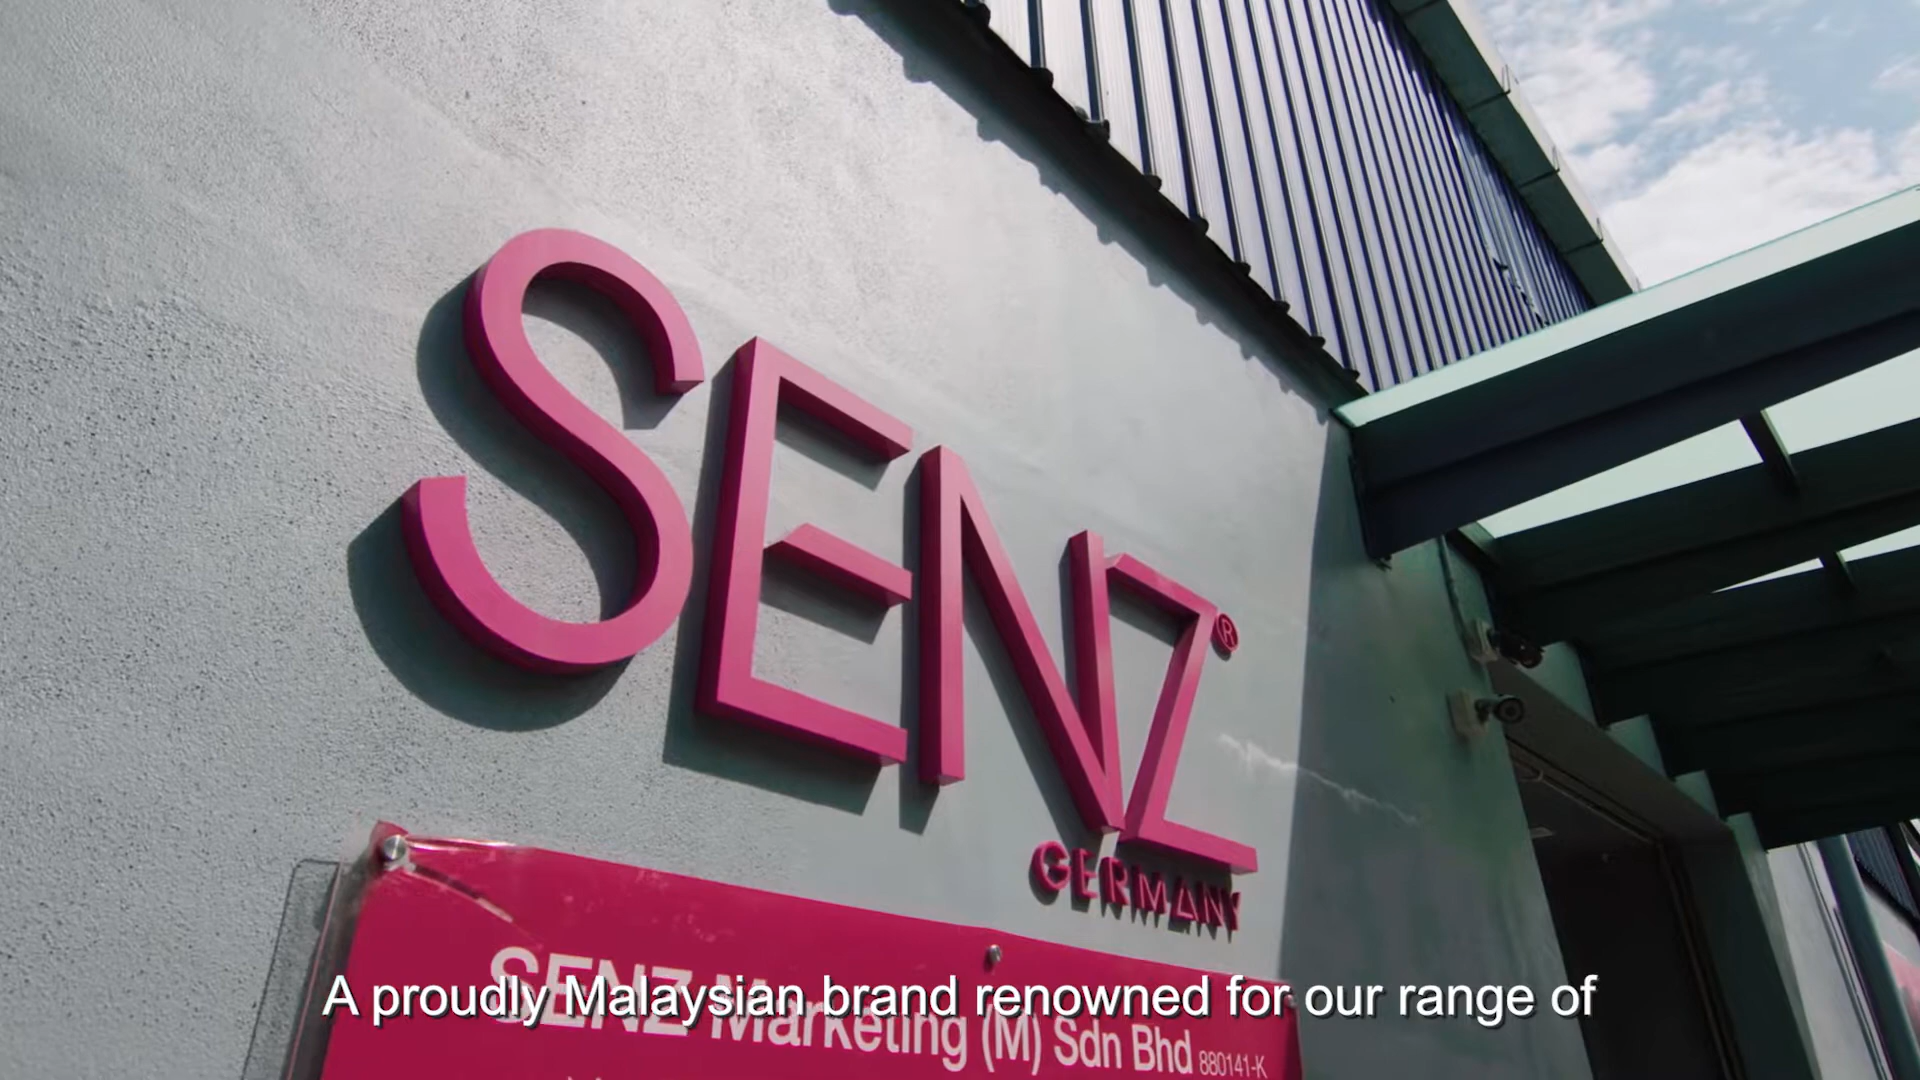 SENZ®
GERMANY
SENZ Marketing (M) Sdn Bhd 880141-K
A proudly Malaysian brand renowned for our range of